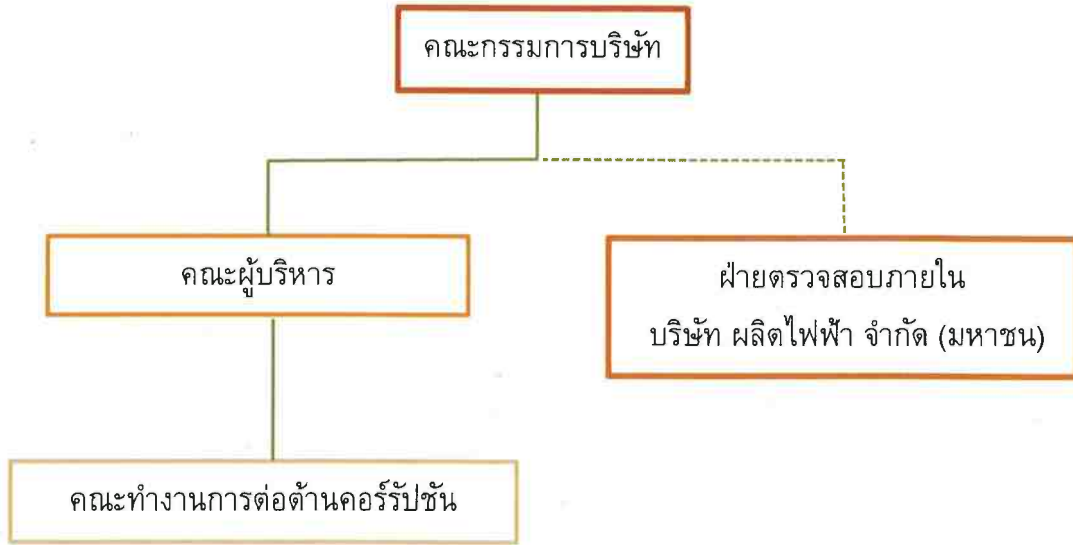 คณะกรรมการบริษัท
คณะผู้บริหาร
ฝ่ายตรวจสอบภายใน
บริษัท ผลิตไฟฟ้า จำกัด (มหาชน)
คณะทำงานการต่อต้านคอร์รัปชัน